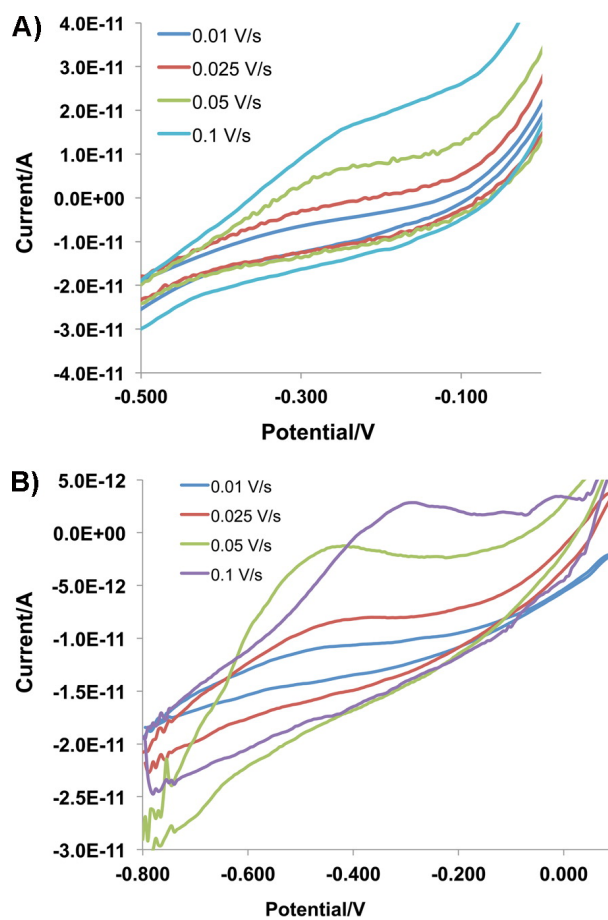 A)
0.01 V/s
0.025 V/s
0.05 V/s
0.1 V/s
4.0E-11
3.0E-11
2.0E-11
1.0E-11
0.0E+00
-1.0E-11
-2.0E-11
-3.0E-11
-4.0E-11
Current/A
-0.500 -0.300 -0.100
Potential/V
B)
0.01 V/s
0.025 V/s
0.05 V/s
0.1 V/s
5.0E-12
0.0E+00
-5.0E-12
-1.0E-11
-1.5E-11
-2.0E-11
-2.5E-11
-3.0E-11
Current/A
-0.800 -0.600 -0.400 -0.200 0.000
Potential/V